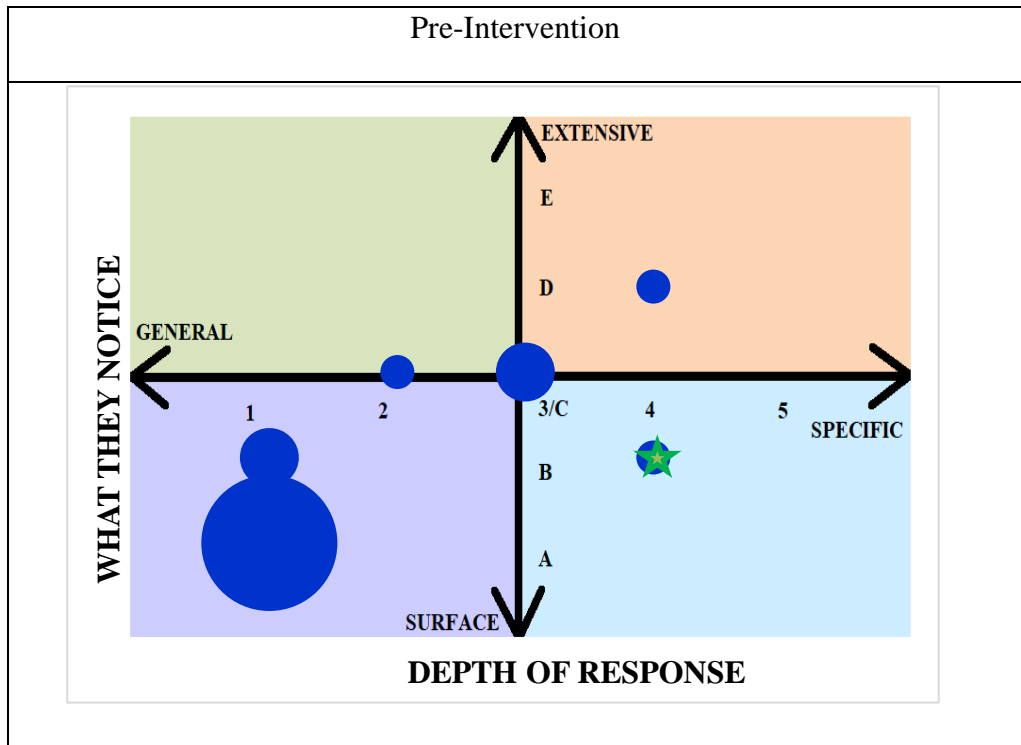 Pre-Intervention
EXTENSIVE
E
D
GENERAL
WHAT THEY NOTICE
1 2 3/C 4 5
SPECIFIC
B
A
SURFACE
DEPTH OF RESPONSE